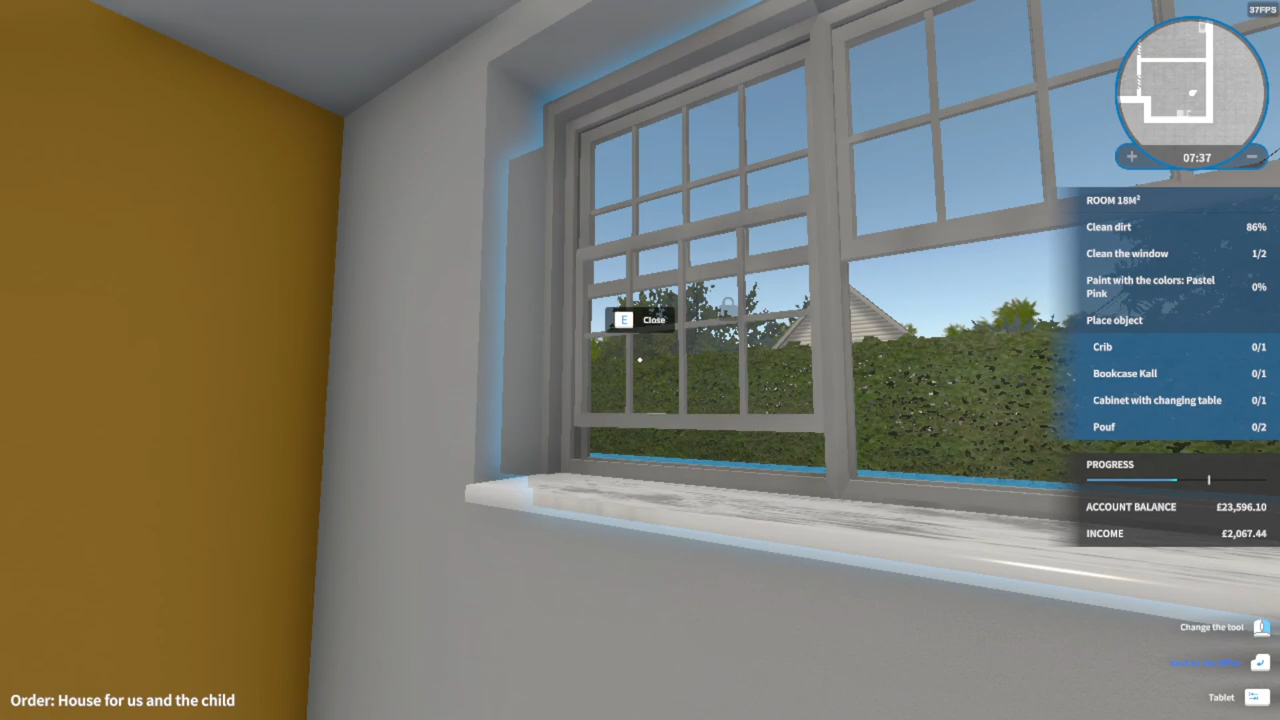 37FPS
07:37
ROOM 18M²
Clean dirt 86%
Clean the window 1/2
Paint with the colors: Pastel
Pink 0%
Place object
Crib 0/1
Bookcase Kall 0/1
Cabinet with changing table 0/1
Pouf 0/2
PROGRESS
ACCOUNT BALANCE £23,596.10
INCOME £2,067.44
E Close
Change the tool
Tablet
Order: House for us and the child